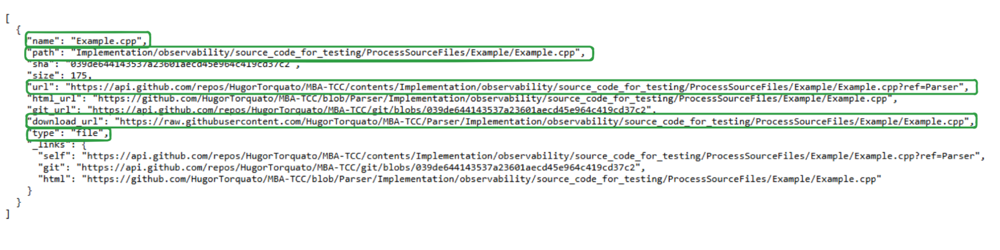 [
{
"name": "Example.cpp",
"path": "Implementation/observability/source_code_for_testing/ProcessSourceFiles/Example/Example.cpp",
"sha": "039de644143537a23601aecd45e964c419cd37c2",
"size": 175,
"url": "https://api.github.com/repos/HugorTorquato/MBA-TCC/contents/Implementation/observability/source_code_for_testing/ProcessSourceFiles/Example/Example.cpp?ref=Parser",
"html_url": "https://github.com/HugorTorquato/MBA-TCC/blob/Parser/Implementation/observability/source_code_for_testing/ProcessSourceFiles/Example/Example.cpp",
"git_url": "https://api.github.com/repos/HugorTorquato/MBA-TCC/git/blobs/039de644143537a23601aecd45e964c419cd37c2",
"download_url": "https://raw.githubusercontent.com/HugorTorquato/MBA-TCC/Parser/Implementation/observability/source_code_for_testing/ProcessSourceFiles/Example/Example.cpp",
"type": "file",
"_links": {
"self": "https://api.github.com/repos/HugorTorquato/MBA-TCC/contents/Implementation/observability/source_code_for_testing/ProcessSourceFiles/Example/Example.cpp?ref=Parser",
"git": "https://api.github.com/repos/HugorTorquato/MBA-TCC/git/blobs/039de644143537a23601aecd45e964c419cd37c2",
"html": "https://github.com/HugorTorquato/MBA-TCC/blob/Parser/Implementation/observability/source_code_for_testing/ProcessSourceFiles/Example/Example.cpp"
}
}
]